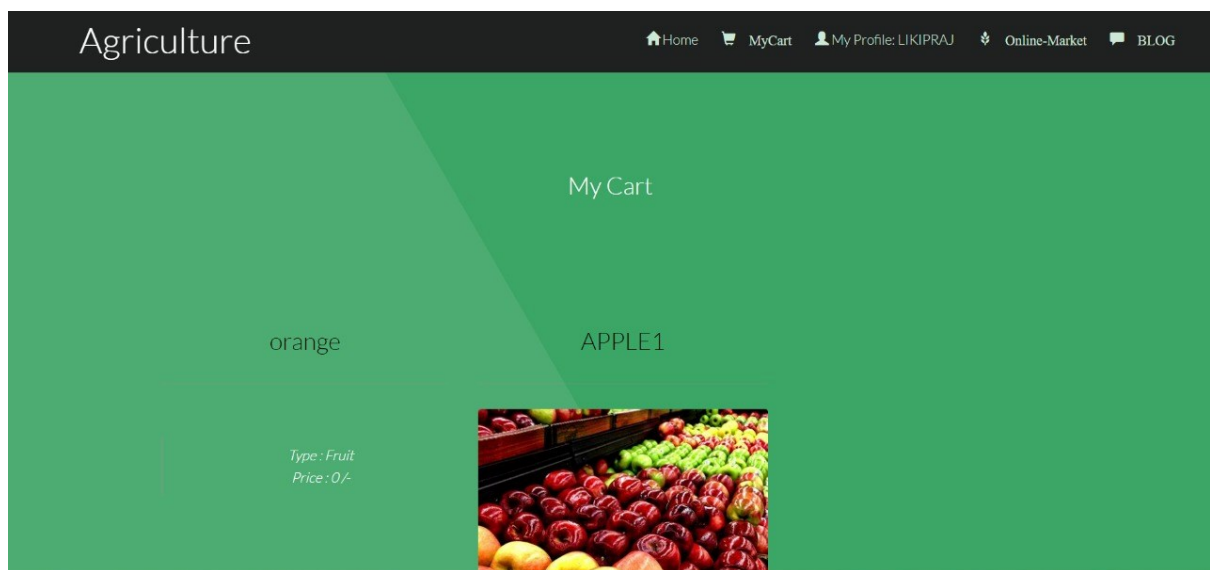 Agriculture
Home MyCart My Profile: LIKIPRAJ Online-Market BLOG
My Cart
orange
APPLE1
Type : Fruit
Price : 0 /-